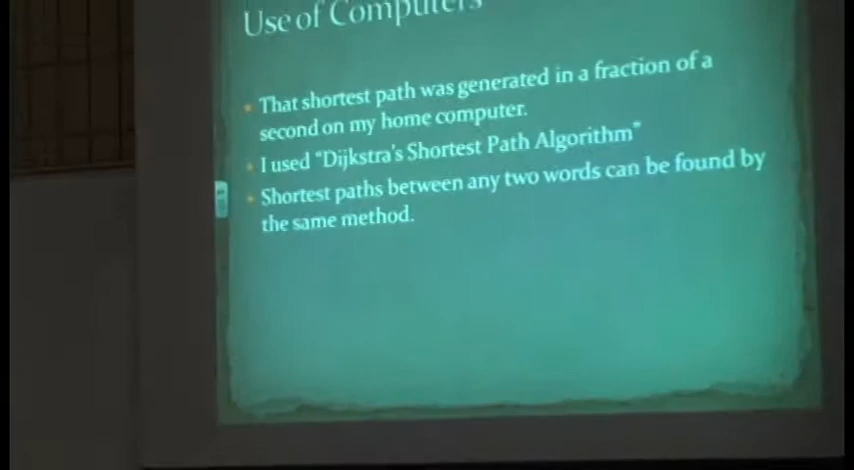 Use of Computers
• That shortest path was generated in a fraction of a
second on my home computer.
• I used “Dijkstra's Shortest Path Algorithm”
• Shortest paths between any two words can be found by
the same method.